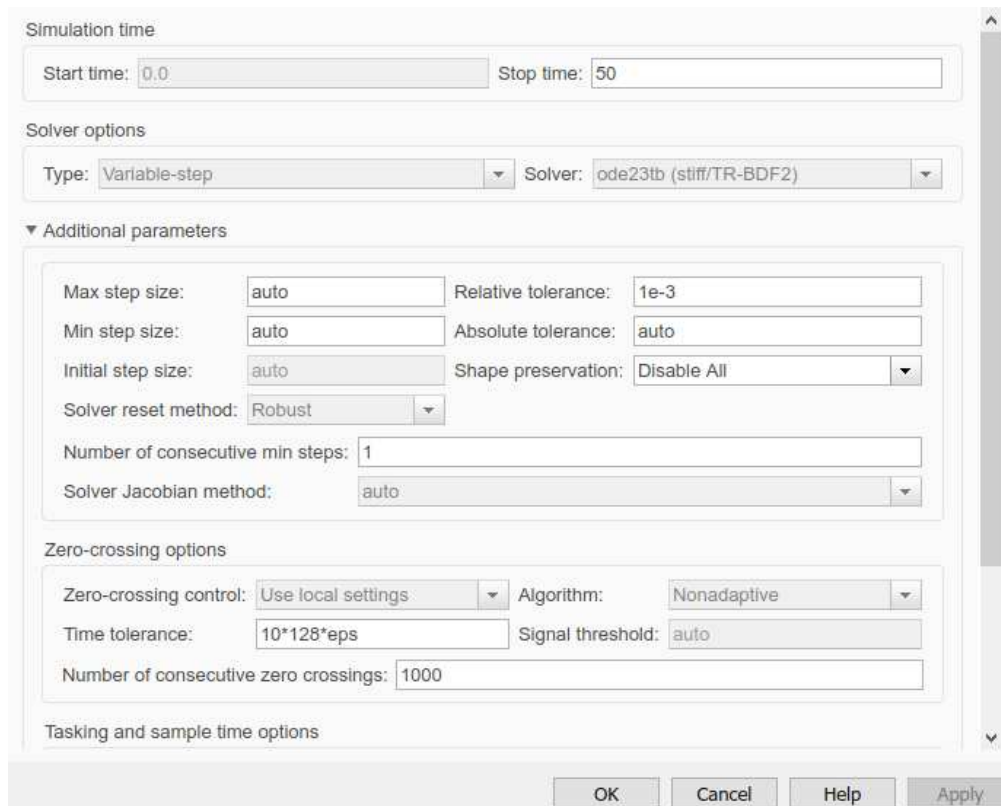 Simulation time
Start time: 0.0 Stop time: 50
Solver options
Type: Variable-step Solver: ode23tb (stiff/TR-BDF2)
Additional parameters
Max step size: auto Relative tolerance: 1e-3
Min step size: auto Absolute tolerance: auto
Initial step size: auto Shape preservation: Disable All
Solver reset method: Robust
Number of consecutive min steps: 1
Solver Jacobian method: auto
Zero-crossing options
Zero-crossing control: Use local settings Algorithm: Nonadaptive
Time tolerance: 10*128*eps Signal threshold: auto
Number of consecutive zero crossings: 1000
Tasking and sample time options
OK Cancel Help Apply